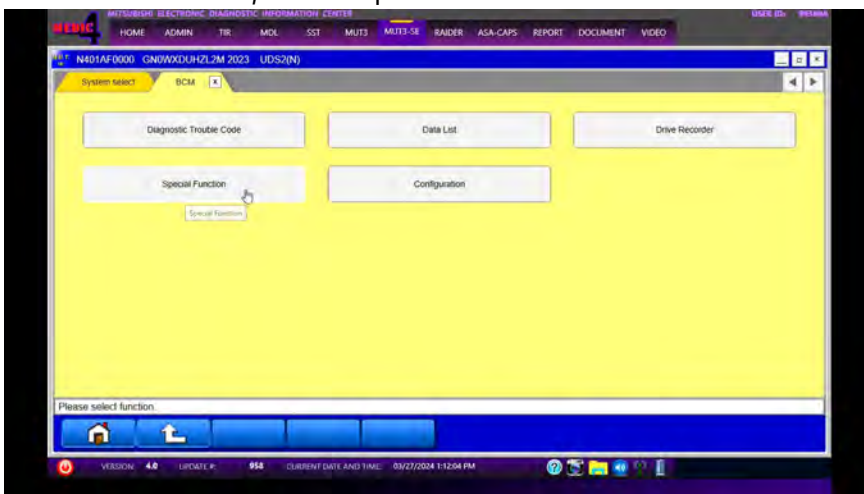 MITSUBISHI ELECTRONIC DIAGNOSTIC INFORMATION CENTER
MEDIC 4
HOME ADMIN TIR MDL SST MUT3 MUT3-SE RAIDER ASA-CAPS REPORT DOCUMENT VIDEO
N401AF0000 GN0WXDUHZL2M 2023 UDS2(N)
System select BCM
Diagnostic Trouble Code Data List Drive Recorder
Special Function Configuration
Special Function
Please select function.
VERSION: 4.0 UPDATE #: 958 CURRENT DATE AND TIME: 03/27/2024 1:12:04 PM